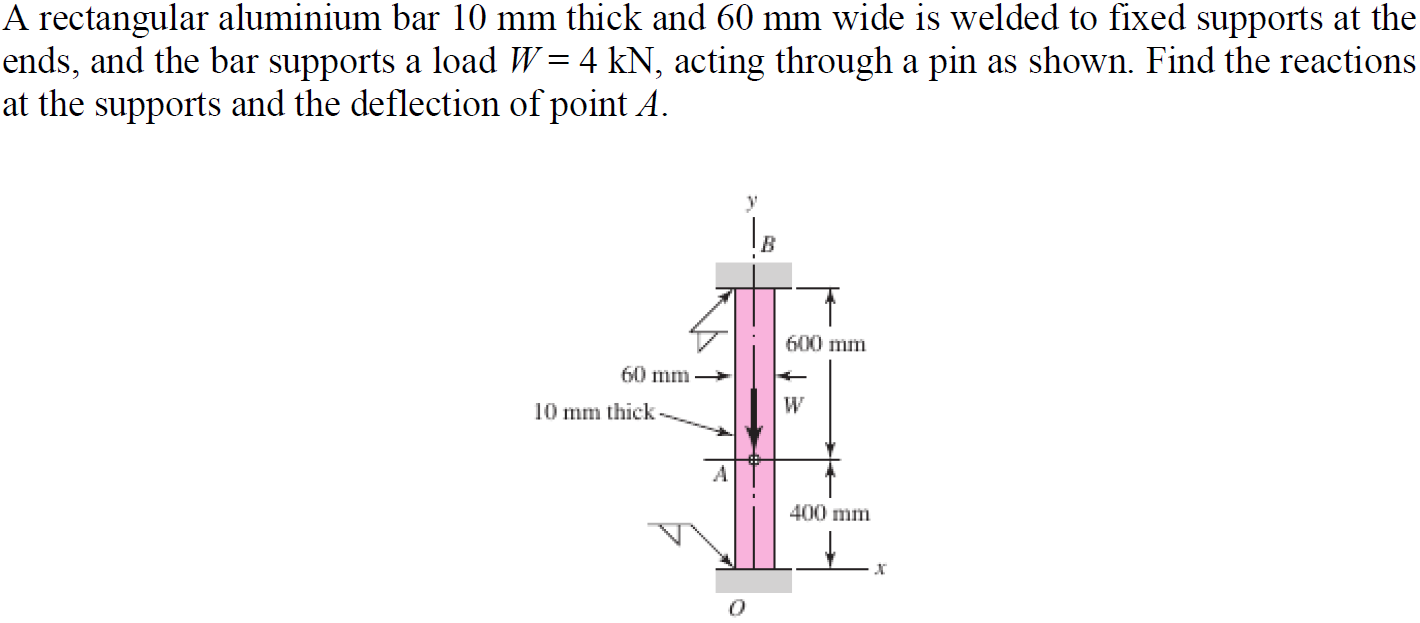 A rectangular aluminium bar 10 mm thick and 60 mm wide is welded to fixed supports at the
ends, and the bar supports a load W = 4 kN, acting through a pin as shown. Find the reactions
at the supports and the deflection of point A.
y
B
600 mm
60 mm
10 mm thick
W
A
400 mm
x
O